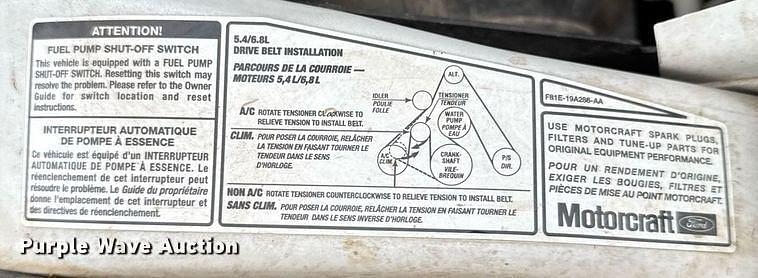 ATTENTION!
FUEL PUMP SHUT-OFF SWITCH
This vehicle is equipped with a FUEL PUMP
SHUT-OFF SWITCH. Resetting this switch may
resolve the problem. Please refer to the Owner
Guide for switch location and reset
instructions.
INTERRUPTEUR AUTOMATIQUE
DE POMPE À ESSENCE
Ce véhicule est équipé d'un INTERRUPTEUR
AUTOMATIQUE DE POMPE À ESSENCE. Le
réenclenchement de cet interrupteur peut
résoudre le problème. Le Guide du propriétaire
donne l'emplacement de cet interrupteur et
des directives de réenclenchement.
5.4/6.8L
DRIVE BELT INSTALLATION
PARCOURS DE LA COURROIE —
MOTEURS 5,4 L/6,8 L
IDLER
POULIE
FOLLE
ALT.
TENSIONER
TENDEUR
WATER
PUMP
POMPE À
EAU
A/C
CLIM.
CRANK-
SHAFT
VILE-
BREQUIN
P/S
DIR.
A/C ROTATE TENSIONER CLOCKWISE TO
RELIEVE TENSION TO INSTALL BELT.
CLIM. POUR POSER LA COURROIE, RELÂCHER
LA TENSION EN FAISANT TOURNER LE
TENDEUR DANS LE SENS
D'HORLOGE.
NON A/C ROTATE TENSIONER COUNTERCLOCKWISE TO RELIEVE TENSION TO INSTALL BELT.
SANS CLIM. POUR POSER LA COURROIE, RELÂCHER LA TENSION EN FAISANT TOURNER LE
TENDEUR DANS LE SENS INVERSE D'HORLOGE.
F81E-19A286-AA
USE MOTORCRAFT SPARK PLUGS,
FILTERS AND TUNE-UP PARTS FOR
ORIGINAL EQUIPMENT PERFORMANCE.
POUR UN RENDEMENT D'ORIGINE,
EXIGER LES BOUGIES, FILTRES ET
PIÈCES DE MISE AU POINT MOTORCRAFT.
Motorcraft Ford
Purple Wave Auction